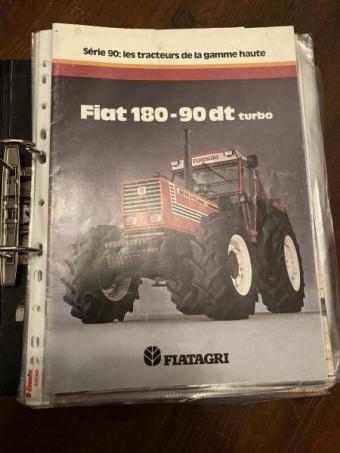 Série 90: les tracteurs de la gamme haute
Fiat 180-90 dt turbo
FIATAGRI
FIATAGRI